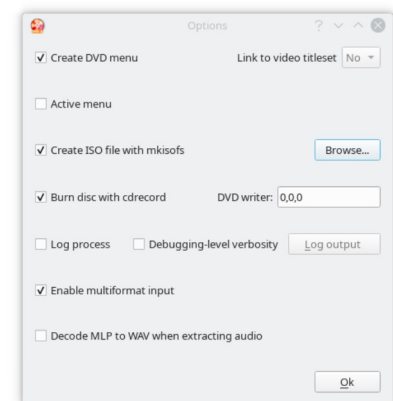 Options
Create DVD menu Link to video titleset No
Active menu
Create ISO file with mkisofs Browse...
Burn disc with cdrecord DVD writer: 0,0,0
Log process Debugging-level verbosity Log output
Enable multiformat input
Decode MLP to WAV when extracting audio
Ok